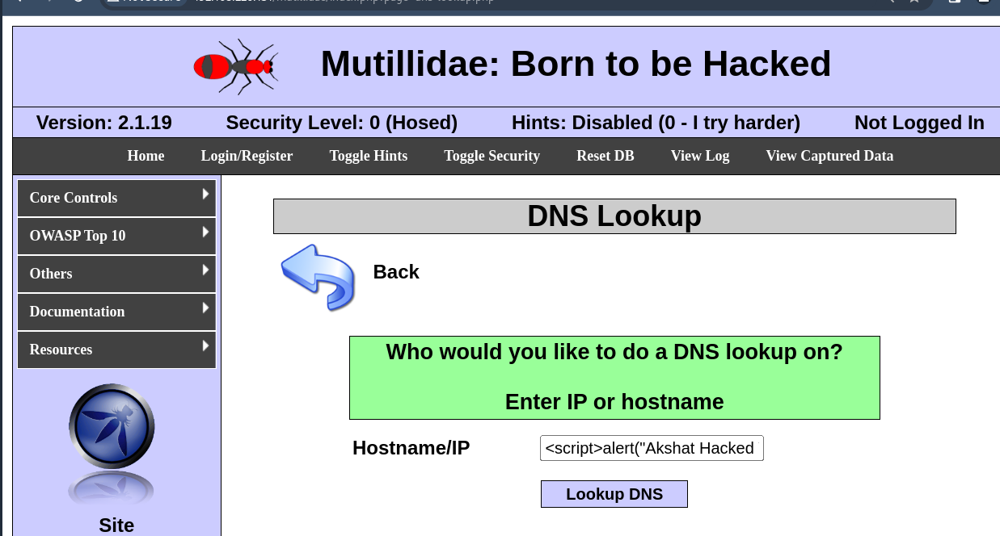 Mutillidae: Born to be Hacked
Version: 2.1.19 Security Level: 0 (Hosed) Hints: Disabled (0 - I try harder) Not Logged In
Home Login/Register Toggle Hints Toggle Security Reset DB View Log View Captured Data
Core Controls
OWASP Top 10
Others
Documentation
Resources
Site
DNS Lookup
Back
Who would you like to do a DNS lookup on?
Enter IP or hostname
Hostname/IP <script>alert("Akshat Hacked
Lookup DNS